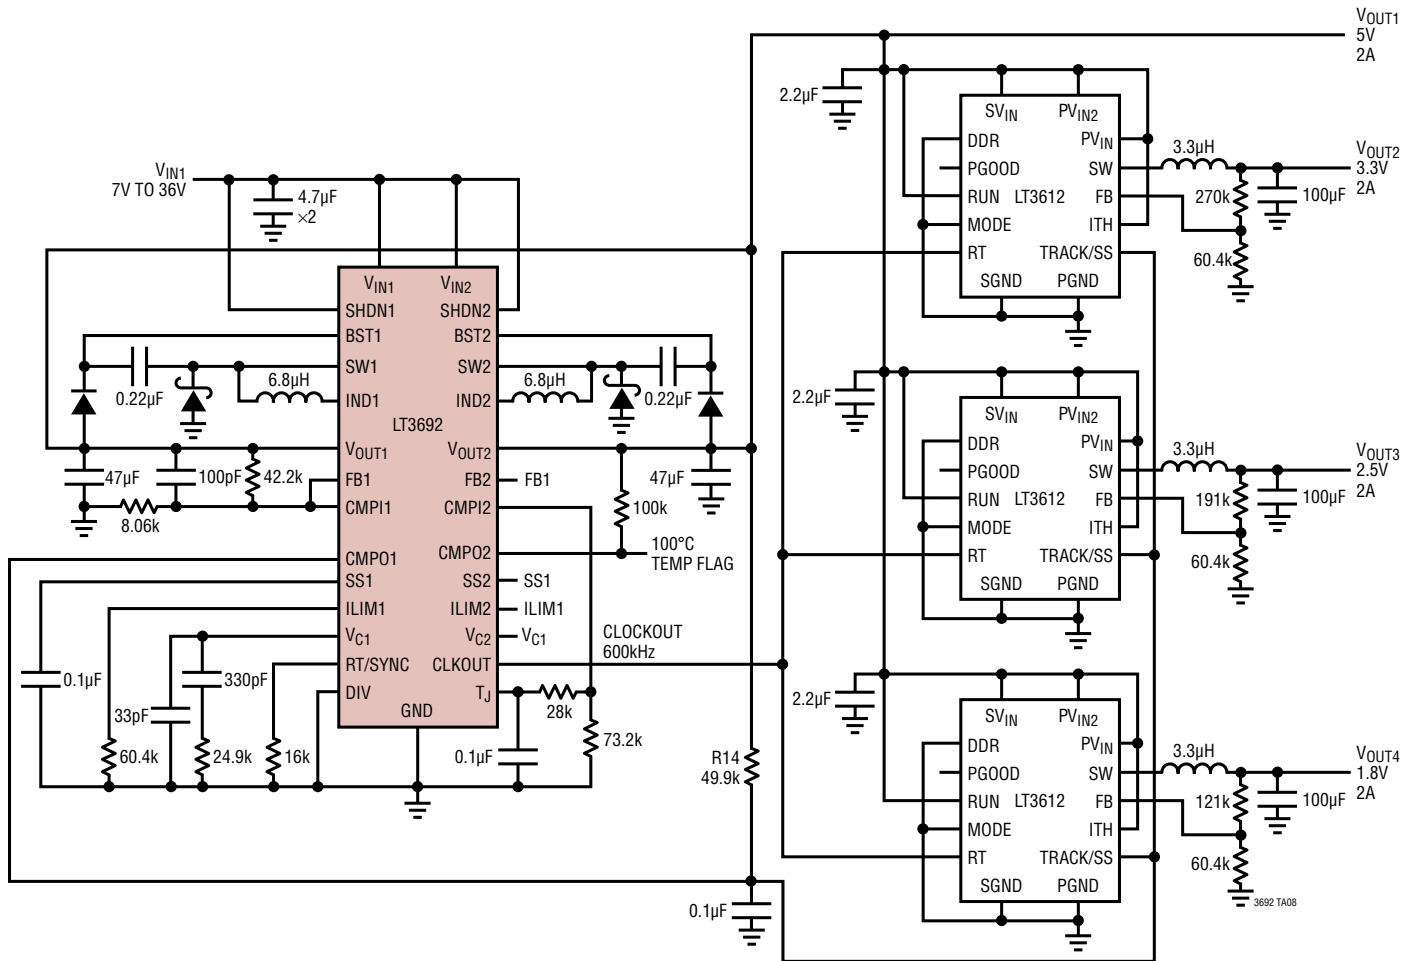 VOUT1
5V
2A
2.2µF
SVIN
PVIN2
DDR
PVIN
PGOOD
SW
RUN
LT3612
FB
MODE
ITH
RT
TRACK/SS
SGND
PGND
3.3µH
VOUT2
3.3V
2A
270k
100µF
60.4k
VIN1
7V TO 36V
4.7µF
×2
VIN1
VIN2
SHDN1
SHDN2
BST1
BST2
SW1
SW2
6.8µH
6.8µH
0.22µF
IND1
IND2
0.22µF
LT3692
VOUT1
VOUT2
47µF
100pF
42.2k
FB1
FB2
FB1
47µF
8.06k
CMPI1
CMPI2
100k
CMPO1
CMPO2
100°C
TEMP FLAG
SS1
SS2
SS1
ILIM1
ILIM2
ILIM1
VC1
VC2
VC1
CLOCKOUT
600kHz
0.1µF
330pF
RT/SYNC
CLKOUT
33pF
DIV
TJ
28k
GND
60.4k
24.9k
16k
0.1µF
73.2k
R14
49.9k
0.1µF
2.2µF
SVIN
PVIN2
DDR
PVIN
PGOOD
SW
RUN
LT3612
FB
MODE
ITH
RT
TRACK/SS
SGND
PGND
3.3µH
VOUT3
2.5V
2A
191k
100µF
60.4k
2.2µF
SVIN
PVIN2
DDR
PVIN
PGOOD
SW
RUN
LT3612
FB
MODE
ITH
RT
TRACK/SS
SGND
PGND
3.3µH
VOUT4
1.8V
2A
121k
100µF
60.4k
3692 TA08